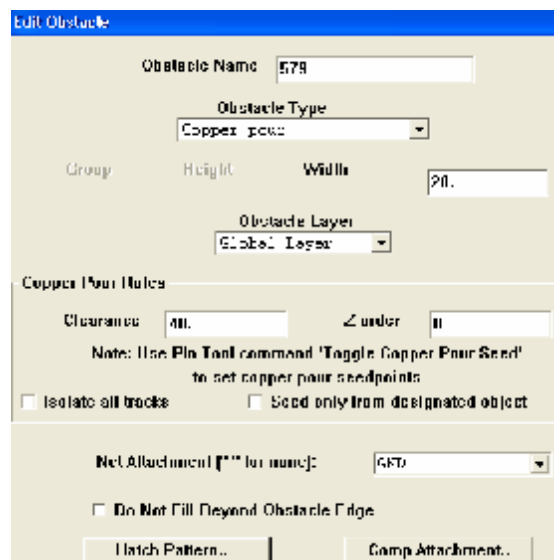 Edit Obstacle
Obstacle Name 579
Obstacle Type
Copper pour
Group Height Width 20.
Obstacle Layer
Global Layer
Copper Pour Rules
Clearance 40. Z order 0
Note: Use Pin Tool command 'Toggle Copper Pour Seed'
to set copper pour seedpoints
Isolate all tracks Seed only from designated object
Net Attachment ("-" for none): GND
Do Not Fill Beyond Obstacle Edge
Hatch Pattern.. Comp Attachment..